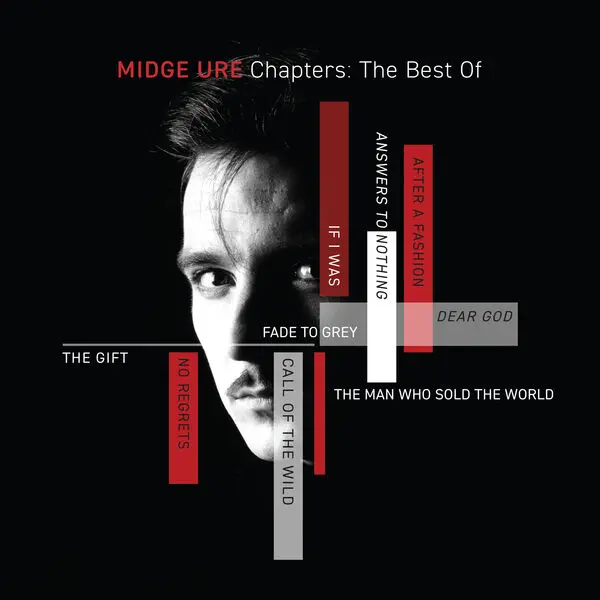 MIDGE URE Chapters: The Best Of
IF I WAS
ANSWERS TO NOTHING
AFTER A FASHION
DEAR GOD
FADE TO GREY
THE GIFT
NO REGRETS
CALL OF THE WILD
THE MAN WHO SOLD THE WORLD